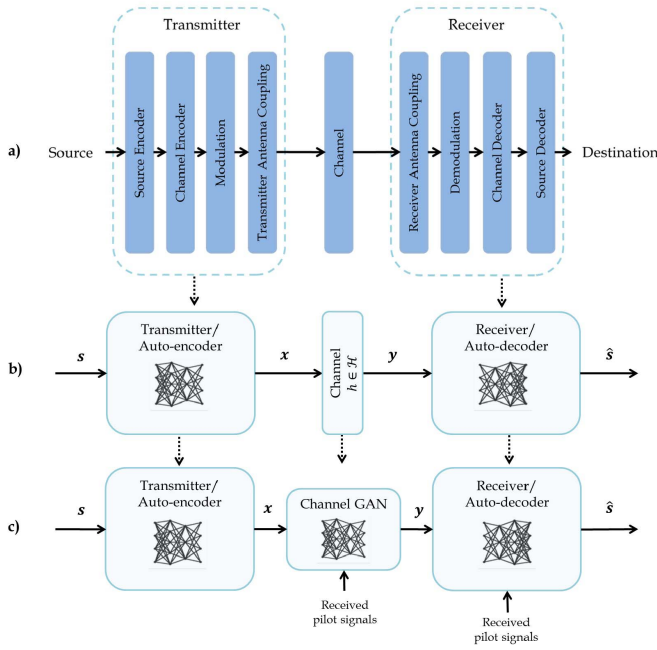 Transmitter
Receiver
a)
Source
Source Encoder
Channel Encoder
Modulation
Transmitter Antenna Coupling
Channel
Receiver Antenna Coupling
Demodulation
Channel Decoder
Source Decoder
Destination
b)
s
Transmitter/
Auto-encoder
x
Channel
h ∈ ℋ
y
Receiver/
Auto-decoder
ŝ
c)
s
Transmitter/
Auto-encoder
x
Channel GAN
y
Receiver/
Auto-decoder
ŝ
Received
pilot signals
Received
pilot signals